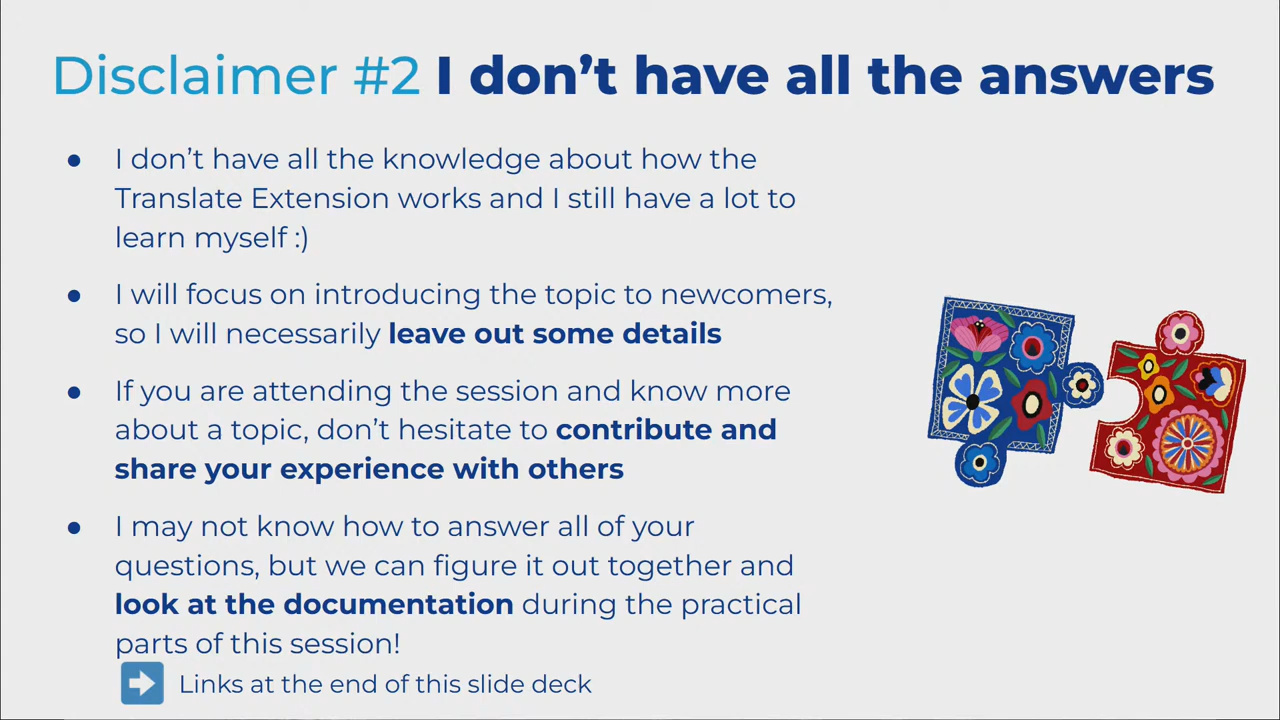 Disclaimer #2 I don’t have all the answers
● I don’t have all the knowledge about how the
Translate Extension works and I still have a lot to
learn myself :)
● I will focus on introducing the topic to newcomers,
so I will necessarily leave out some details
● If you are attending the session and know more
about a topic, don’t hesitate to contribute and
share your experience with others
● I may not know how to answer all of your
questions, but we can figure it out together and
look at the documentation during the practical
parts of this session!
➡ Links at the end of this slide deck